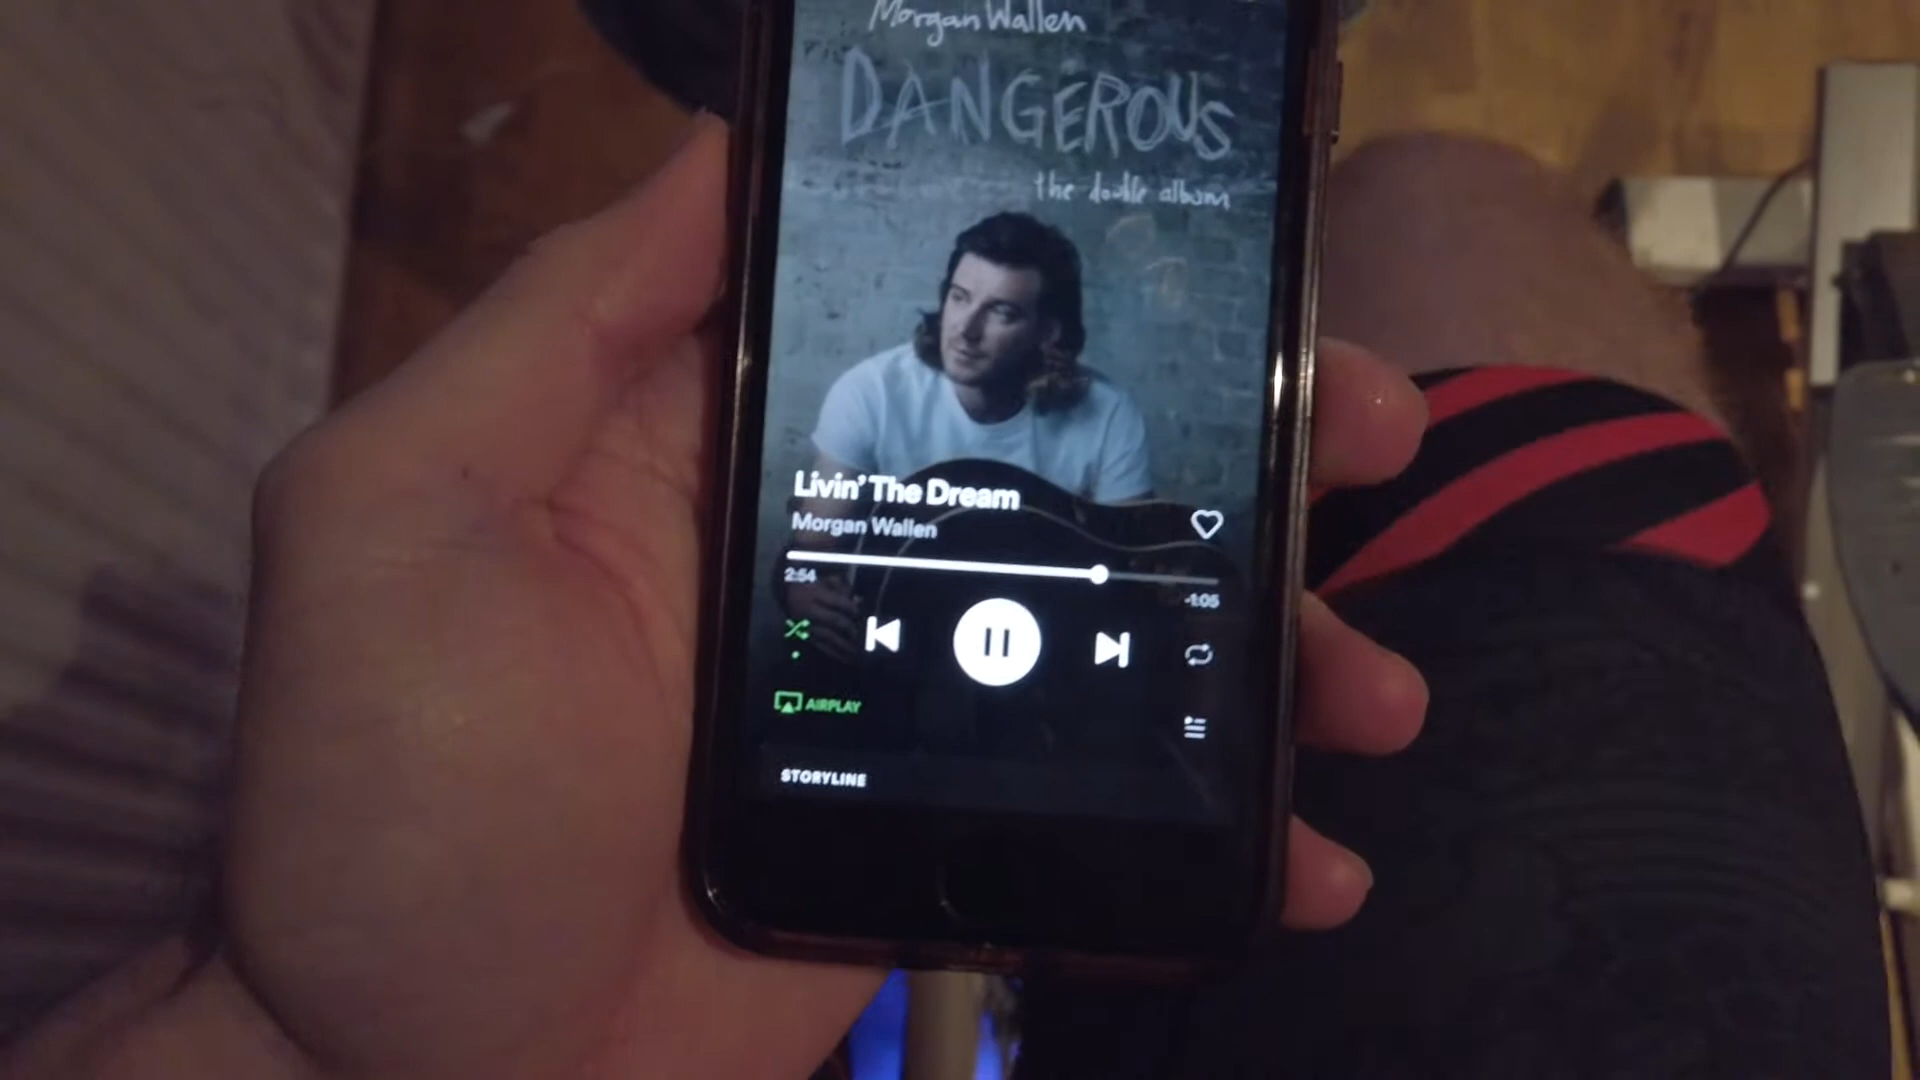 Morgan Wallen
DANGEROUS
the double album
Livin' The Dream
Morgan Wallen
2:54
-1:05
AIRPLAY
STORYLINE